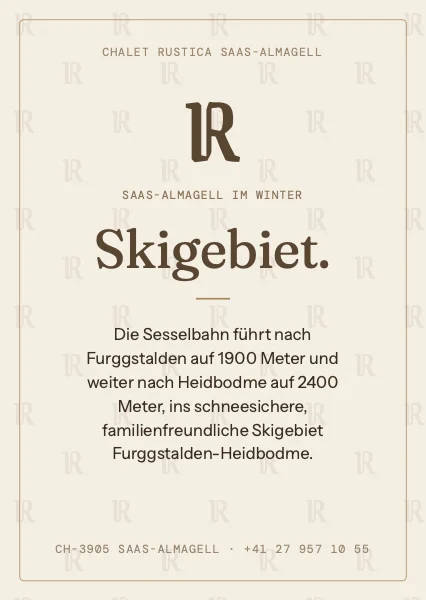 CHALET RUSTICA SAAS-ALMAGELL
R
SAAS-ALMAGELL IM WINTER
Skigebiet.
Die Sesselbahn führt nach
Furggstalden auf 1900 Meter und
weiter nach Heidbodme auf 2400
Meter, ins schneesichere,
familienfreundliche Skigebiet
Furggstalden-Heidbodme.
CH-3905 SAAS-ALMAGELL · +41 27 957 10 55